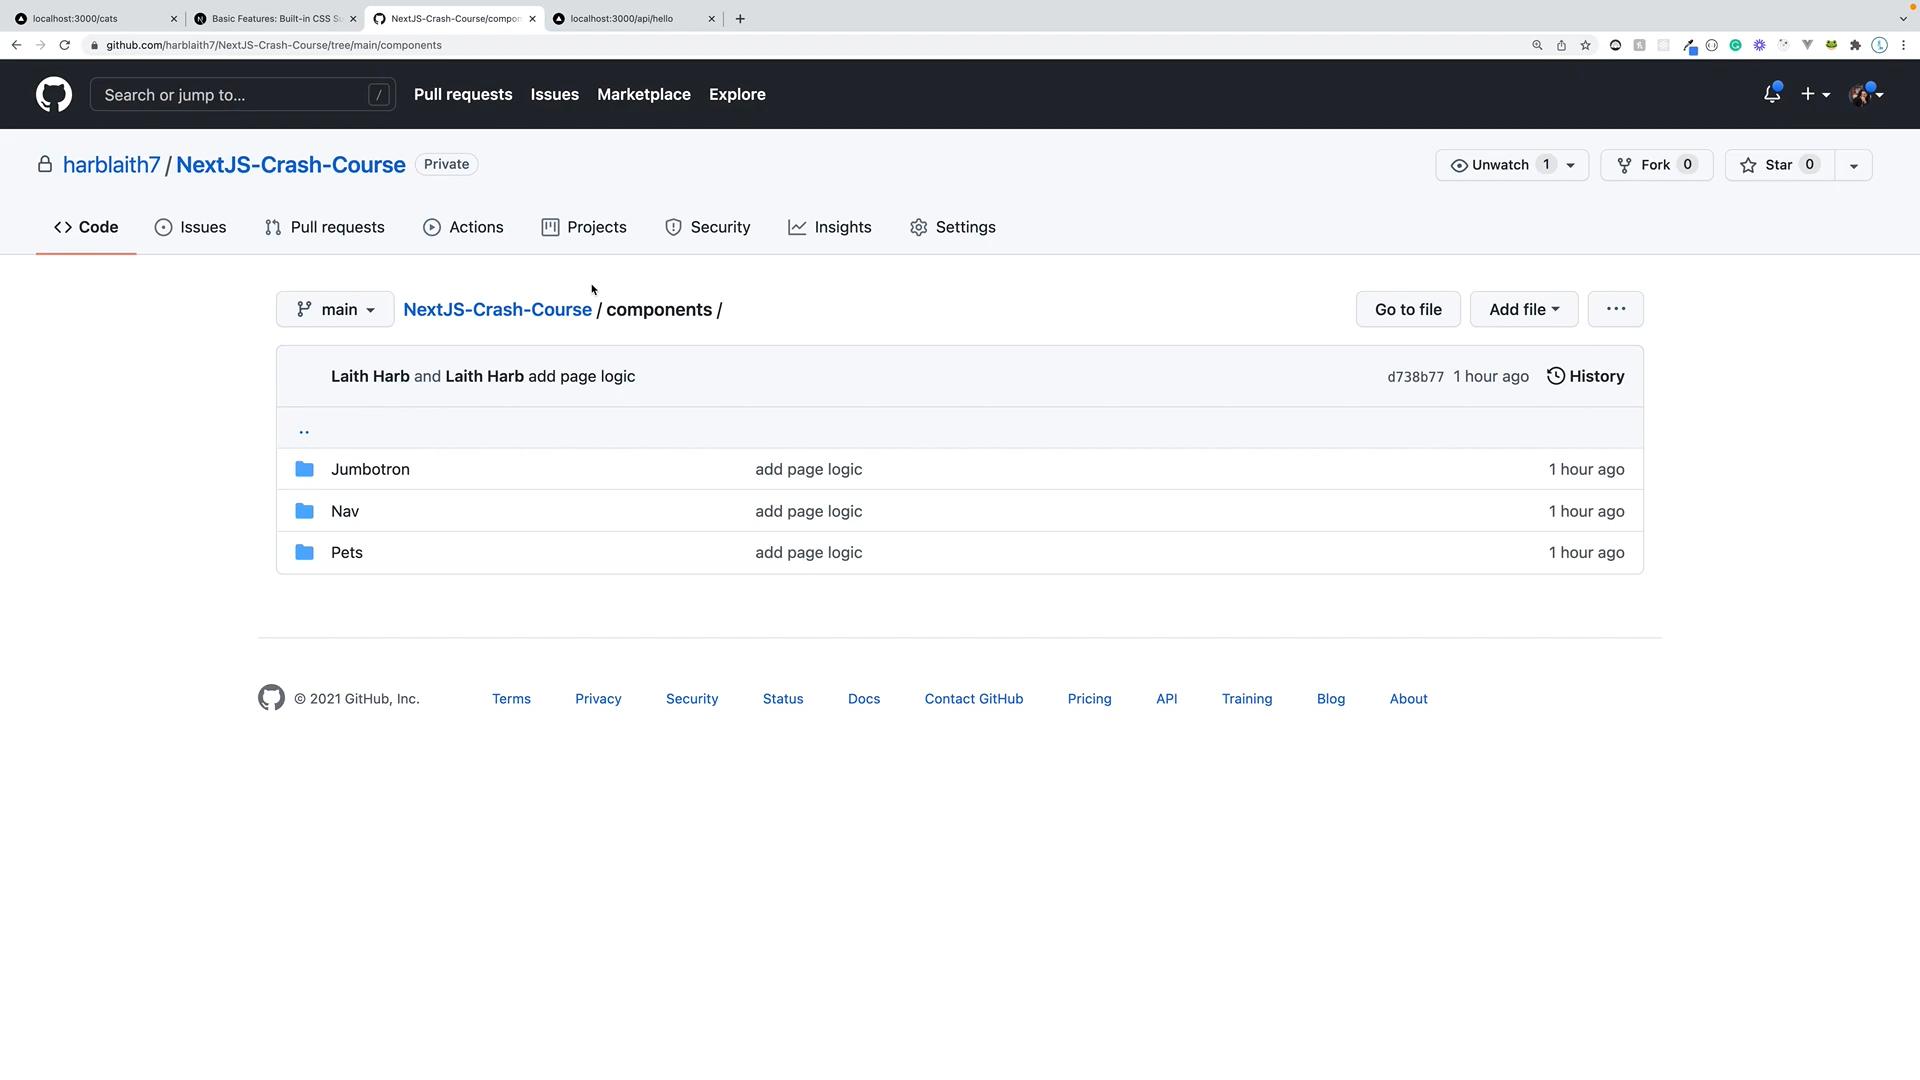 localhost:3000/cats
Basic Features: Built-in CSS Su
NextJS-Crash-Course/compon
localhost:3000/api/hello
github.com/harblaith7/NextJS-Crash-Course/tree/main/components
Search or jump to...
/
Pull requests
Issues
Marketplace
Explore
harblaith7 / NextJS-Crash-Course
Private
Unwatch 1
Fork 0
Star 0
Code
Issues
Pull requests
Actions
Projects
Security
Insights
Settings
main
NextJS-Crash-Course / components /
Go to file
Add file
Laith Harb and Laith Harb add page logic
d738b77 1 hour ago
History
..
Jumbotron
add page logic
1 hour ago
Nav
add page logic
1 hour ago
Pets
add page logic
1 hour ago
© 2021 GitHub, Inc.
Terms
Privacy
Security
Status
Docs
Contact GitHub
Pricing
API
Training
Blog
About